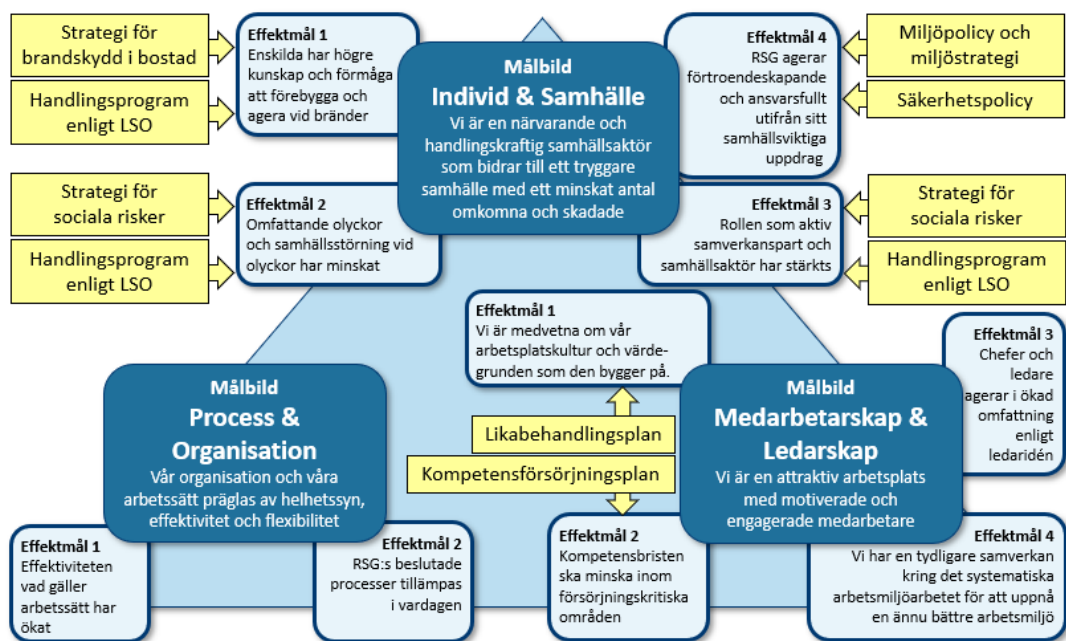 Strategi för
brandskydd i bostad
Handlingsprogram
enligt LSO
Effektmål 1
Enskilda har högre
kunskap och förmåga
att förebygga och
agera vid bränder
Målbild
Individ & Samhälle
Vi är en närvarande och
handlingskraftig samhällsaktör
som bidrar till ett tryggare
samhälle med ett minskat antal
omkomna och skadade
Effektmål 4
RSG agerar
förtroendeskapande
och ansvarsfullt
utifrån sitt
samhällsviktiga
uppdrag
Miljöpolicy och
miljöstrategi
Säkerhetspolicy
Strategi för
sociala risker
Handlingsprogram
enligt LSO
Effektmål 2
Omfattande olyckor
och samhällsstörning vid
olyckor har minskat
Effektmål 3
Rollen som aktiv
samverkanspart och
samhällsaktör har stärkts
Strategi för
sociala risker
Handlingsprogram
enligt LSO
Effektmål 1
Vi är medvetna om vår
arbetsplatskultur och värde-
grunden som den bygger på.
Effektmål 3
Chefer och
ledare
agerar i ökad
omfattning
enligt
ledaridén
Målbild
Process &
Organisation
Vår organisation och våra
arbetssätt präglas av helhetssyn,
effektivitet och flexibilitet
Likabehandlingsplan
Kompetensförsörjningsplan
Målbild
Medarbetarskap &
Ledarskap
Vi är en attraktiv arbetsplats
med motiverade och
engagerade medarbetare
Effektmål 1
Effektiviteten
vad gäller
arbetssätt har
ökat
Effektmål 2
RSG:s beslutade
processer tillämpas
i vardagen
Effektmål 2
Kompetensbristen
ska minska inom
försörjningskritiska
områden
Effektmål 4
Vi har en tydligare samverkan
kring det systematiska
arbetsmiljöarbetet för att uppnå
en ännu bättre arbetsmiljö